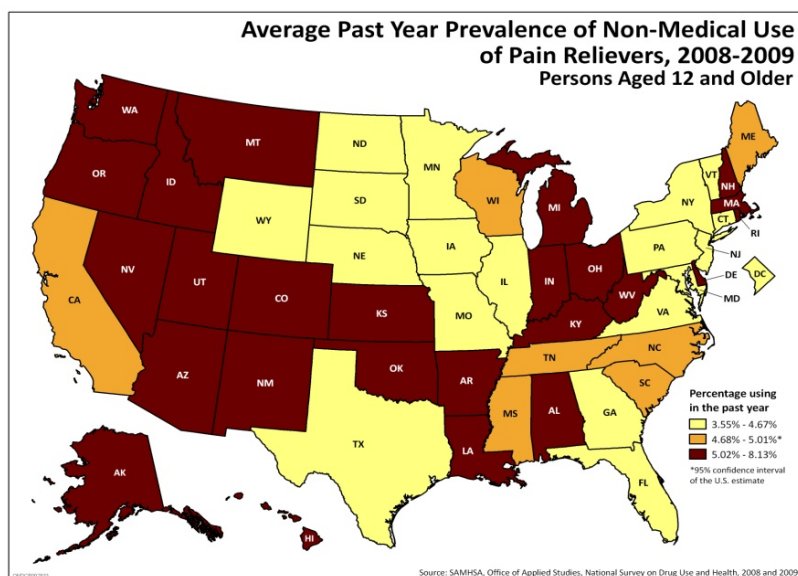 Average Past Year Prevalence of Non-Medical Use
of Pain Relievers, 2008-2009
Persons Aged 12 and Older
WA
MT
ND
MN
ME
VT
NH
OR
ID
SD
WI
MI
NY
MA
CT
RI
WY
IA
PA
NJ
NE
NV
UT
IL
IN
OH
DE
DC
MD
CA
CO
KS
MO
WV
VA
KY
AZ
NM
OK
AR
TN
NC
SC
MS
AL
GA
TX
LA
FL
AK
HI
Percentage using
in the past year
3.55% - 4.67%
4.68% - 5.01%*
5.02% - 8.13%
*95% confidence interval
of the U.S. estimate
Source: SAMHSA, Office of Applied Studies, National Survey on Drug Use and Health, 2008 and 2009